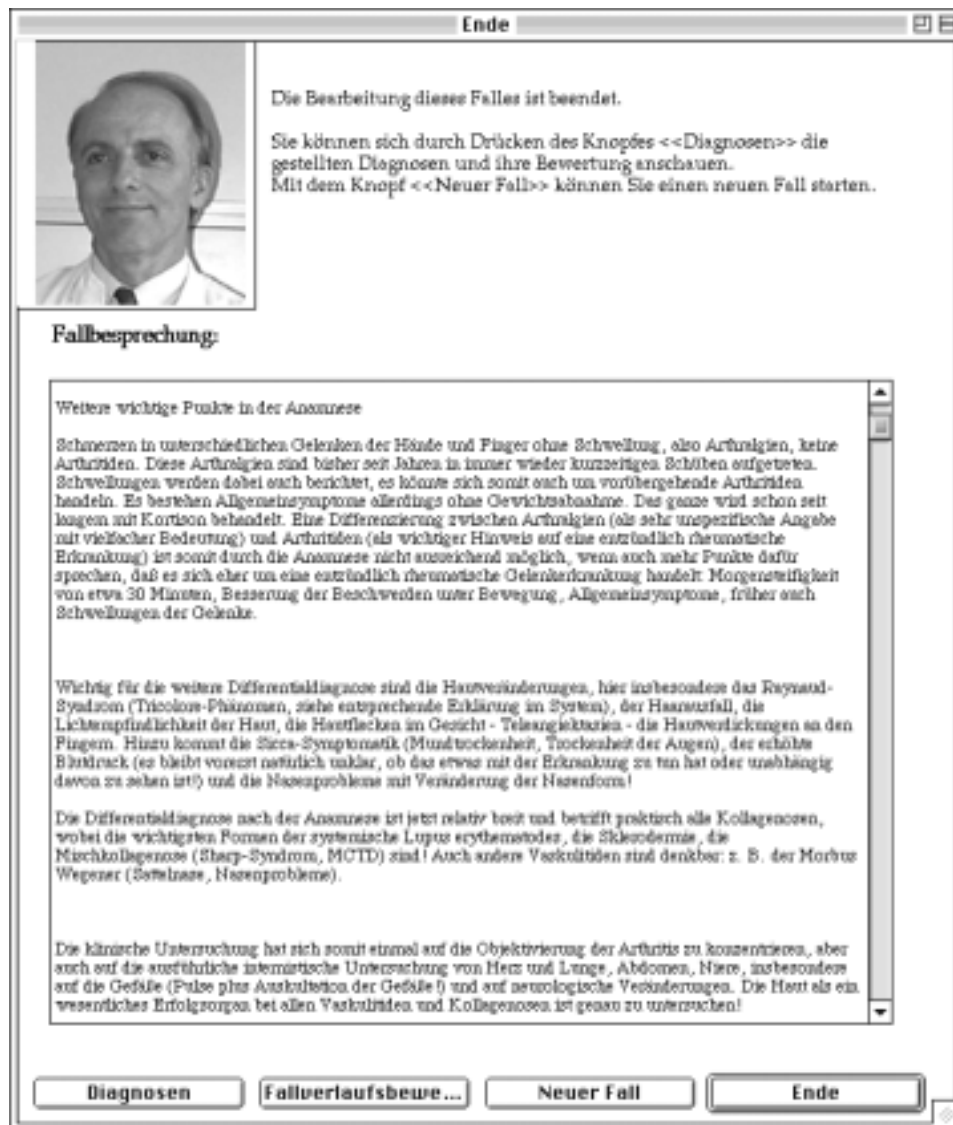 Ende
Die Bearbeitung dieses Falles ist beendet.
Sie können sich durch Drücken des Knopfes <<Diagnosen>> die
gestellten Diagnosen und ihre Bewertung anschauen.
Mit dem Knopf <<Neuer Fall>> können Sie einen neuen Fall starten.
Fallbesprechung:
Weitere wichtige Punkte in der Anamnese
Schmerzen in unterschiedlichen Gelenken der Hände und Finger ohne Schwellung, also Arthralgien, keine
Arthritiden. Diese Arthralgien sind bisher seit Jahren in immer wieder kurzzeitigen Schüben aufgetreten.
Schwellungen werden dabei auch berichtet, es könnte sich somit auch um vorübergehende Arthritiden
handeln. Es bestehen Allgemeinsymptome allerdings ohne Gewichtsabnahme. Das ganze wird schon seit
langem mit Kortison behandelt. Eine Differenzierung zwischen Arthralgien (als sehr unspezifische Angabe
mit vielfacher Bedeutung) und Arthritiden (als wichtiger Hinweis auf eine entzündlich rheumatische
Erkrankung) ist somit durch die Anamnese nicht ausreichend möglich, wenn auch mehr Punkte dafür
sprechen, daß es sich eher um eine entzündlich rheumatische Gelenkerkrankung handelt: Morgensteifigkeit
von etwa 30 Minuten, Besserung der Beschwerden unter Bewegung, Allgemeinsymptome, früher auch
Schwellungen der Gelenke.
Wichtig für die weitere Differentialdiagnose sind die Hautveränderungen, hier insbesondere das Raynaud-
Syndrom (Tricolore-Phänomen, siehe entsprechende Erklärung im System), der Haarausfall, die
Lichtempfindlichkeit der Haut, die Hautflecken im Gesicht - Teleangiektasien - die Hautverdickungen an den
Fingern. Hinzu kommt die Sicca-Symptomatik (Mundtrockenheit, Trockenheit der Augen), der erhöhte
Blutdruck (es bleibt vorerst natürlich unklar, ob das etwas mit der Erkrankung zu tun hat oder unabhängig
davon zu sehen ist!) und die Nasenprobleme mit Veränderung der Nasenform!
Die Differentialdiagnose nach der Anamnese ist jetzt relativ breit und betrifft praktisch alle Kollagenosen,
wobei die wichtigsten Formen der systemische Lupus erythematodes, die Sklerodermie, die
Mischkollagenose (Sharp-Syndrom, MCTD) sind! Auch andere Vaskulitiden sind denkbar: z. B. der Morbus
Wegener (Sattelnase, Nasenprobleme).
Die klinische Untersuchung hat sich somit einmal auf die Objektivierung der Arthritis zu konzentrieren, aber
auch auf die ausführliche internistische Untersuchung von Herz und Lunge, Abdomen, Niere, insbesondere
auf die Gefäße (Pulse plus Auskultation der Gefäße!) und auf neurologische Veränderungen. Die Haut als ein
wesentliches Erfolgsorgan bei allen Vaskulitiden und Kollagenosen ist genau zu untersuchen!
Diagnosen
Fallverlaufsbewe...
Neuer Fall
Ende